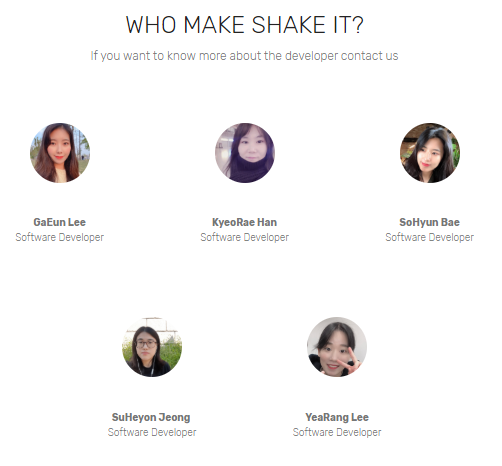 WHO MAKE SHAKE IT?
If you want to know more about the developer contact us
GaEun Lee
Software Developer
KyeoRae Han
Software Developer
SoHyun Bae
Software Developer
SuHeyon Jeong
Software Developer
YeaRang Lee
Software Developer